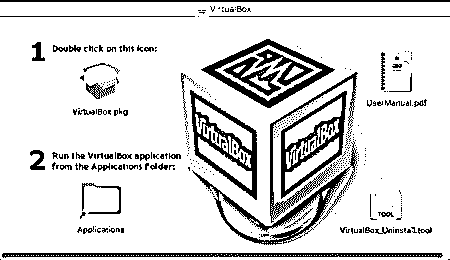 VirtualBox
1 Double click on this icon:
VirtualBox.pkg
UserManual.pdf
VirtualBox
VirtualBox
2 Run the VirtualBox application
from the Applications Folder:
Applications
TOOL
VirtualBox_Uninstall.tool